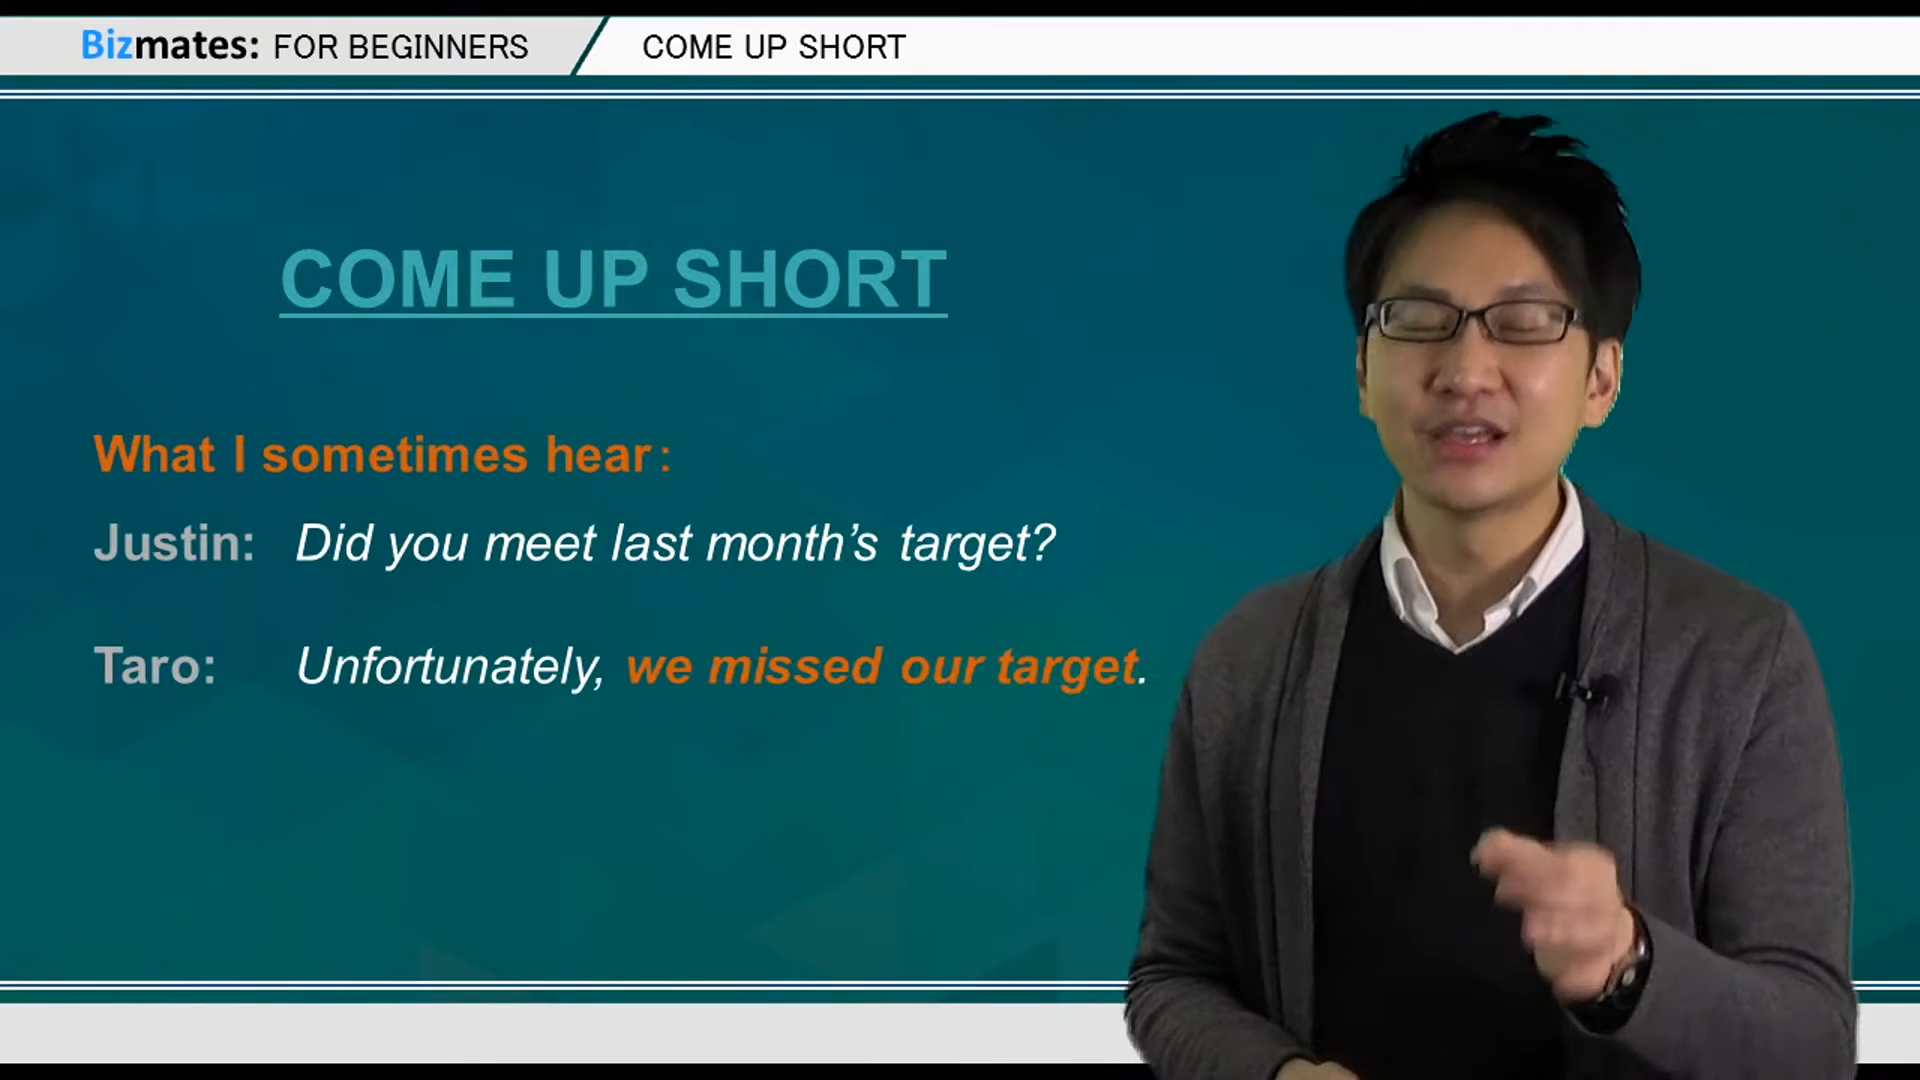 Bizmates: FOR BEGINNERS
COME UP SHORT
COME UP SHORT
What I sometimes hear:
Justin: Did you meet last month’s target?
Taro: Unfortunately, we missed our target.